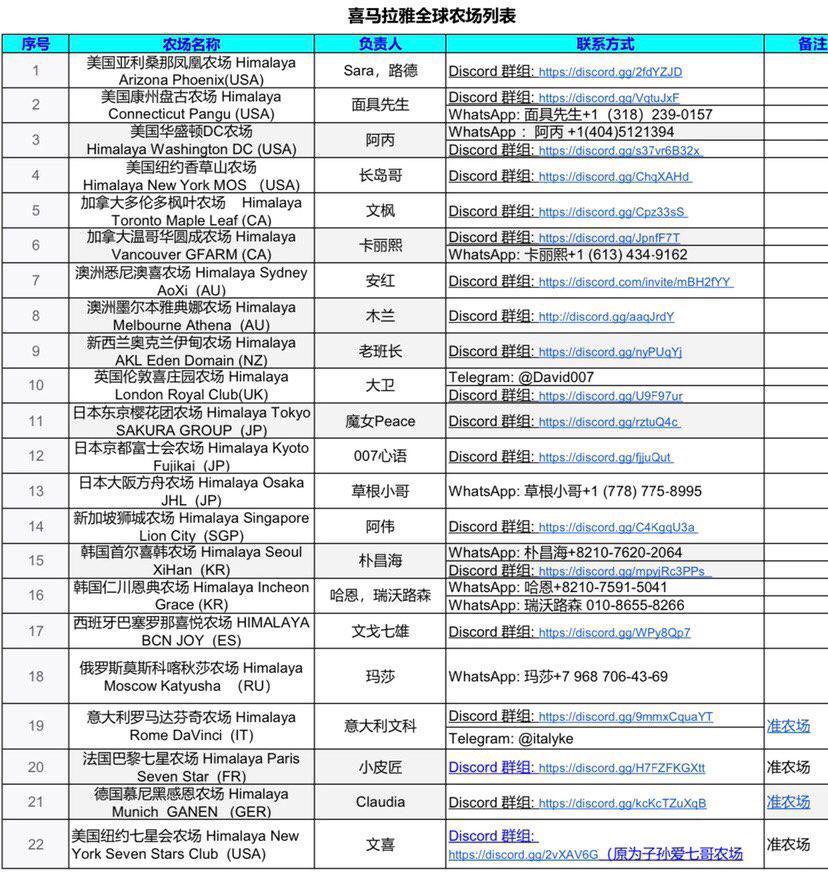 喜马拉雅全球农场列表
序号 农场名称 负责人 联系方式 备注
1 美国亚利桑那凤凰农场 Himalaya Arizona Phoenix(USA) Sara，路德 Discord 群组: https://discord.gg/2fdYZJD
2 美国康州盘古农场 Himalaya Connecticut Pangu (USA) 面具先生 Discord 群组: https://discord.gg/VqtuJxF
WhatsApp: 面具先生+1（318）239-0157
3 美国华盛顿DC农场 Himalaya Washington DC (USA) 阿丙 WhatsApp： 阿丙 +1(404)5121394
Discord 群组: https://discord.gg/s37vr6B32x
4 美国纽约香草山农场 Himalaya New York MOS （USA） 长岛哥 Discord 群组: https://discord.gg/ChqXAHd
5 加拿大多伦多枫叶农场 Himalaya Toronto Maple Leaf (CA) 文枫 Discord 群组: https://discord.gg/Cpz33sS
6 加拿大温哥华圆成农场 Himalaya Vancouver GFARM (CA) 卡丽熙 Discord 群组: https://discord.gg/JpnfF7T
WhatsApp: 卡丽熙+1 (613) 434-9162
7 澳洲悉尼澳喜农场 Himalaya Sydney AoXi (AU) 安红 Discord 群组: https://discord.com/invite/mBH2fYY
8 澳洲墨尔本雅典娜农场 Himalaya Melbourne Athena (AU) 木兰 Discord 群组: http://discord.gg/aaqJrdY
9 新西兰奥克兰伊甸农场 Himalaya AKL Eden Domain (NZ) 老班长 Discord 群组: https://discord.gg/nyPUqYj
10 英国伦敦喜庄园农场 Himalaya London Royal Club(UK) 大卫 Telegram: @David007
Discord 群组: https://discord.gg/U9F97ur
11 日本东京樱花团农场 Himalaya Tokyo SAKURA GROUP (JP) 魔女Peace Discord 群组: https://discord.gg/rztuQ4c
12 日本京都富士会农场 Himalaya Kyoto Fujikai (JP) 007心语 Discord 群组: https://discord.gg/fjjuQut
13 日本大阪方舟农场 Himalaya Osaka JHL (JP) 草根小哥 WhatsApp: 草根小哥+1 (778) 775-8995
14 新加坡狮城农场 Himalaya Singapore Lion City (SGP) 阿伟 Discord 群组: https://discord.gg/C4KgqU3a
15 韩国首尔喜韩农场 Himalaya Seoul XiHan (KR) 朴昌海 WhatsApp: 朴昌海+8210-7620-2064
Discord 群组: https://discord.gg/mpyjRc3PPs
16 韩国仁川恩典农场 Himalaya Incheon Grace (KR) 哈恩，瑞沃路森 WhatsApp: 哈恩+8210-7591-5041
WhatsApp: 瑞沃路森 010-8655-8266
17 西班牙巴塞罗那喜悦农场 HIMALAYA BCN JOY (ES) 文戈七雄 Discord 群组: https://discord.gg/WPy8Qp7
18 俄罗斯莫斯科喀秋莎农场 Himalaya Moscow Katyusha （RU） 玛莎 WhatsApp: 玛莎+7 968 706-43-69
19 意大利罗马达芬奇农场 Himalaya Rome DaVinci (IT) 意大利文科 Discord 群组: https://discord.gg/9mmxCquaYT 准农场
Telegram: @italyke
20 法国巴黎七星农场 Himalaya Paris Seven Star (FR) 小皮匠 Discord 群组: https://discord.gg/H7FZFKGXtt 准农场
21 德国慕尼黑感恩农场 Himalaya Munich GANEN (GER) Claudia Discord 群组: https://discord.gg/kcKcTZuXqB 准农场
22 美国纽约七星会农场 Himalaya New York Seven Stars Club (USA) 文喜 Discord 群组: https://discord.gg/2vXAV6G （原为子孙爱七哥农场 准农场